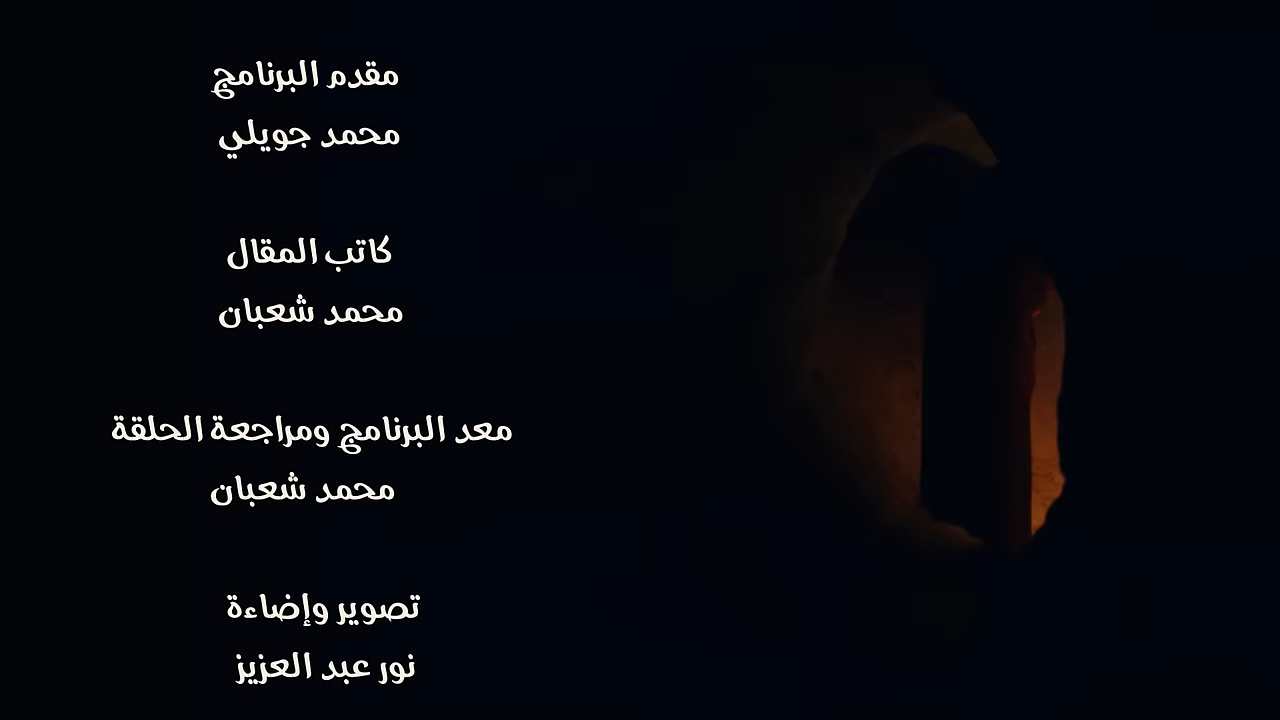 مقدم البرنامج
محمد جويلي
كاتب المقال
محمد شعبان
معد البرنامج ومراجعة الحلقة
محمد شعبان
تصوير وإضاءة
نور عبد العزيز